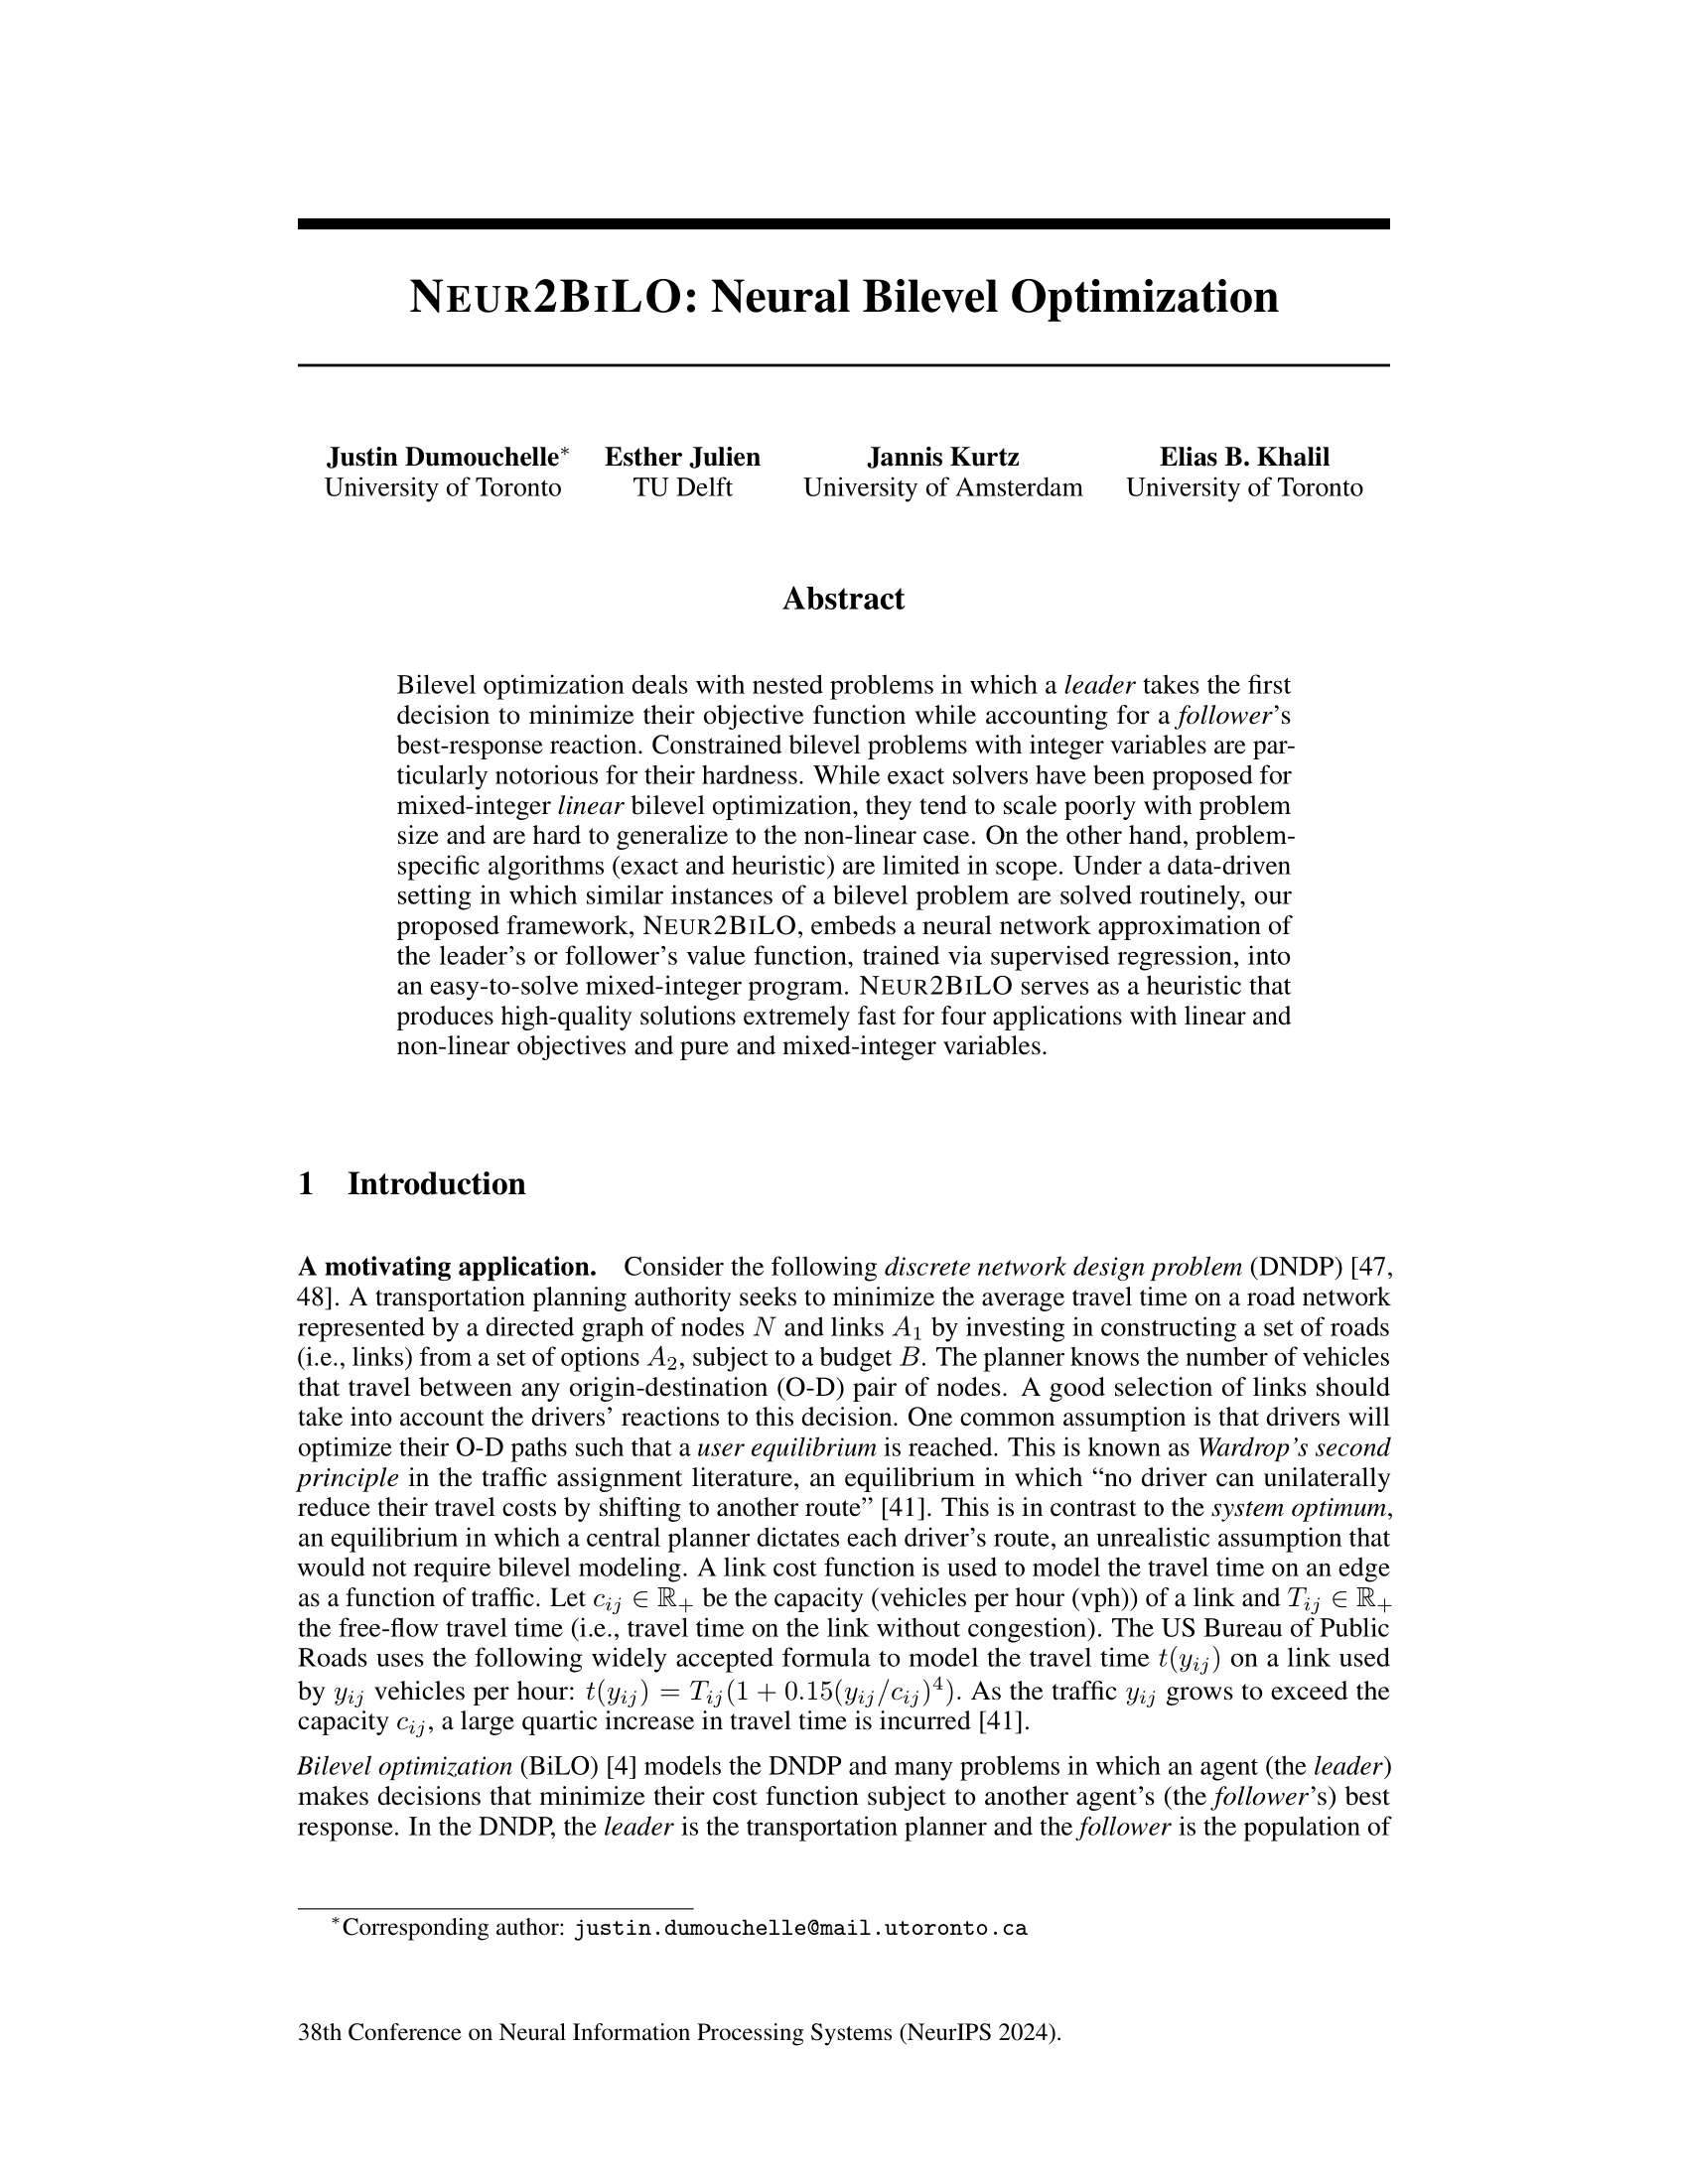 NEUR2BILO: Neural Bilevel Optimization
Justin Dumouchelle* Esther Julien Jannis Kurtz Elias B. Khalil
University of Toronto TU Delft University of Amsterdam University of Toronto
Abstract
Bilevel optimization deals with nested problems in which a leader takes the first
decision to minimize their objective function while accounting for a follower's
best-response reaction. Constrained bilevel problems with integer variables are par-
ticularly notorious for their hardness. While exact solvers have been proposed for
mixed-integer linear bilevel optimization, they tend to scale poorly with problem
size and are hard to generalize to the non-linear case. On the other hand, problem-
specific algorithms (exact and heuristic) are limited in scope. Under a data-driven
setting in which similar instances of a bilevel problem are solved routinely, our
proposed framework, NEUR2BILO, embeds a neural network approximation of
the leader's or follower's value function, trained via supervised regression, into
an easy-to-solve mixed-integer program. NEUR2BILO serves as a heuristic that
produces high-quality solutions extremely fast for four applications with linear and
non-linear objectives and pure and mixed-integer variables.
1 Introduction
A motivating application. Consider the following discrete network design problem (DNDP) [47,
48]. A transportation planning authority seeks to minimize the average travel time on a road network
represented by a directed graph of nodes N and links A₁ by investing in constructing a set of roads
(i.e., links) from a set of options A₂, subject to a budget B. The planner knows the number of vehicles
that travel between any origin-destination (O-D) pair of nodes. A good selection of links should
take into account the drivers' reactions to this decision. One common assumption is that drivers will
optimize their O-D paths such that a user equilibrium is reached. This is known as Wardrop's second
principle in the traffic assignment literature, an equilibrium in which “no driver can unilaterally
reduce their travel costs by shifting to another route” [41]. This is in contrast to the system optimum,
an equilibrium in which a central planner dictates each driver's route, an unrealistic assumption that
would not require bilevel modeling. A link cost function is used to model the travel time on an edge
as a function of traffic. Let c_{ij} ∈ ℝ₊ be the capacity (vehicles per hour (vph)) of a link and T_{ij} ∈ ℝ₊
the free-flow travel time (i.e., travel time on the link without congestion). The US Bureau of Public
Roads uses the following widely accepted formula to model the travel time t(y_{ij}) on a link used
by y_{ij} vehicles per hour: t(y_{ij}) = T_{ij}(1 + 0.15(y_{ij}/c_{ij})⁴). As the traffic y_{ij} grows to exceed the
capacity c_{ij}, a large quartic increase in travel time is incurred [41].
Bilevel optimization (BiLO) [4] models the DNDP and many problems in which an agent (the leader)
makes decisions that minimize their cost function subject to another agent's (the follower's) best
response. In the DNDP, the leader is the transportation planner and the follower is the population of
*Corresponding author: justin.dumouchelle@mail.utoronto.ca
38th Conference on Neural Information Processing Systems (NeurIPS 2024).